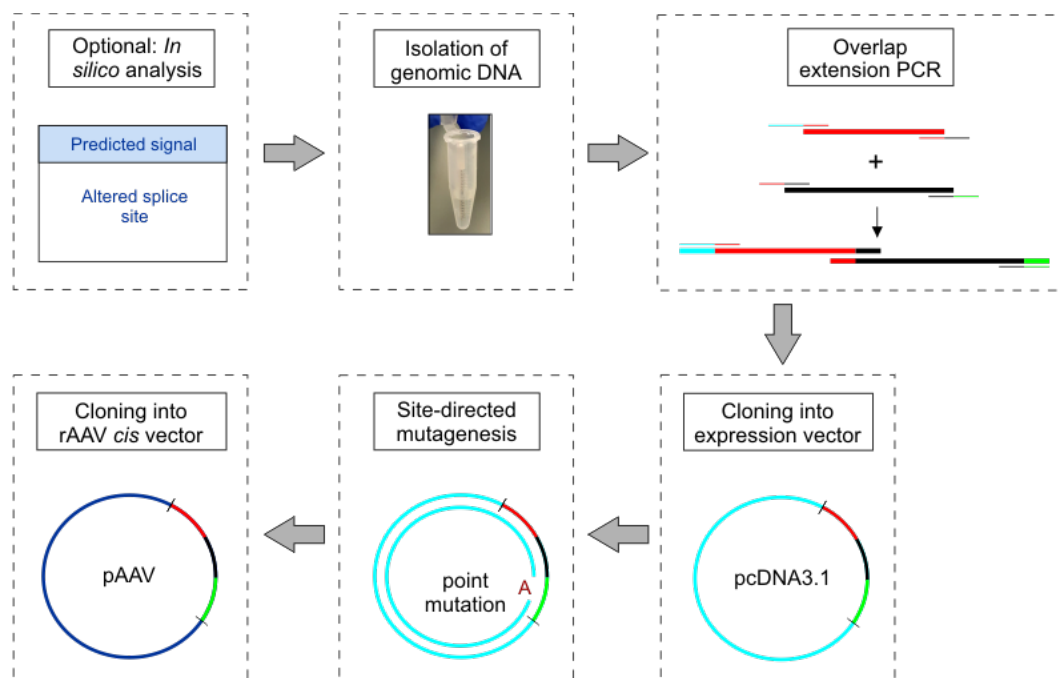 Optional: In
silico analysis
Predicted signal
Altered splice
site
Isolation of
genomic DNA
Overlap
extension PCR
+
Cloning into
rAAV cis vector
pAAV
Site-directed
mutagenesis
point
mutation
A
Cloning into
expression vector
pcDNA3.1